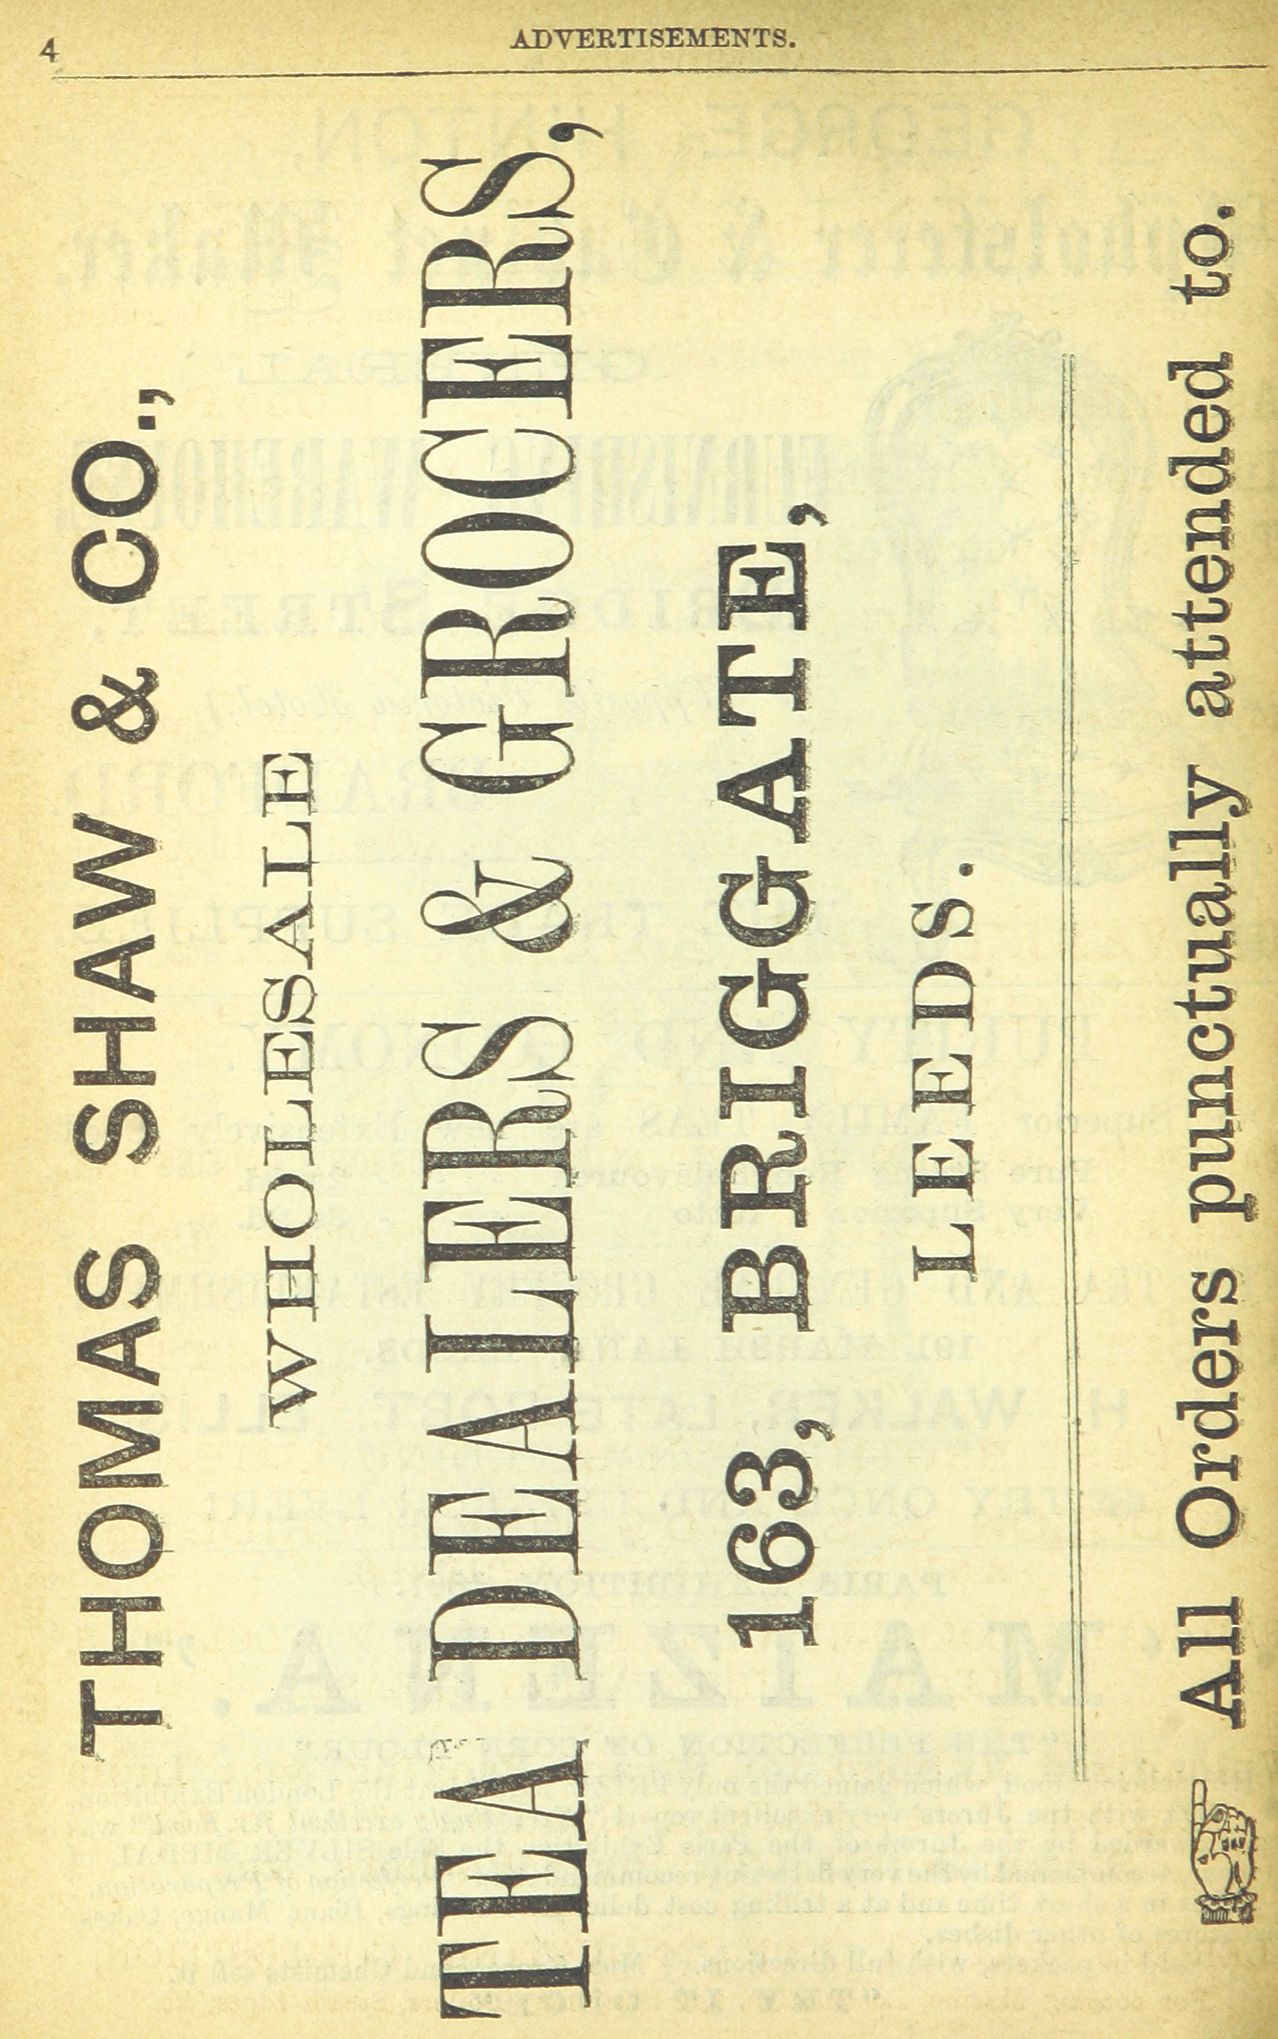 4
ADVERTISEMENTS.
THOMAS SHAW & CO.,
WHOLESALE
TEA DEALERS & GROCERS,
163, BRIGGATE,
LEEDS.
All Orders punctually attended to.